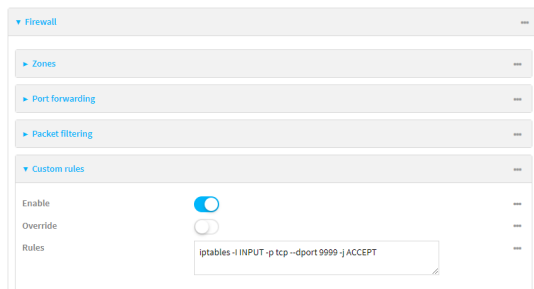 Firewall
Zones
Port forwarding
Packet filtering
Custom rules
Enable
Override
Rules
iptables -I INPUT -p tcp --dport 9999 -j ACCEPT